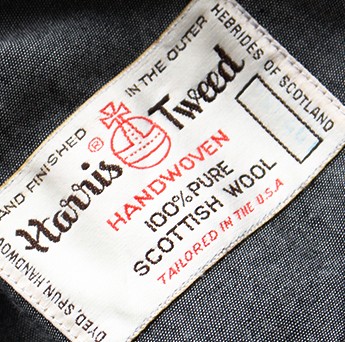 DYED, SPUN, HANDWOVEN AND FINISHED IN THE OUTER HEBRIDES OF SCOTLAND
Harris Tweed
®
HANDWOVEN
100% PURE
SCOTTISH WOOL
TAILORED IN THE U.S.A